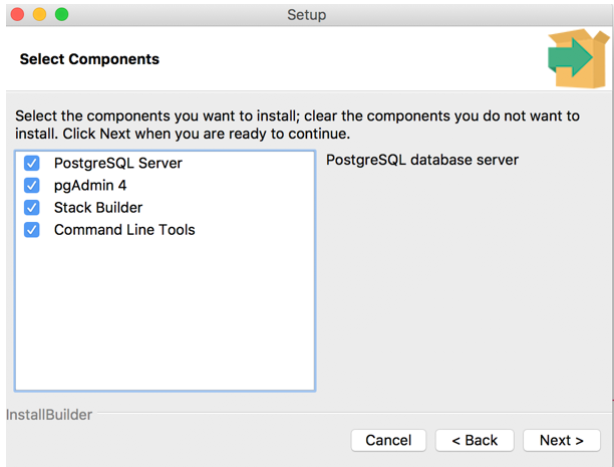 Setup
Select Components
Select the components you want to install; clear the components you do not want to
install. Click Next when you are ready to continue.
PostgreSQL Server
pgAdmin 4
Stack Builder
Command Line Tools
PostgreSQL database server
InstallBuilder
Cancel
< Back
Next >